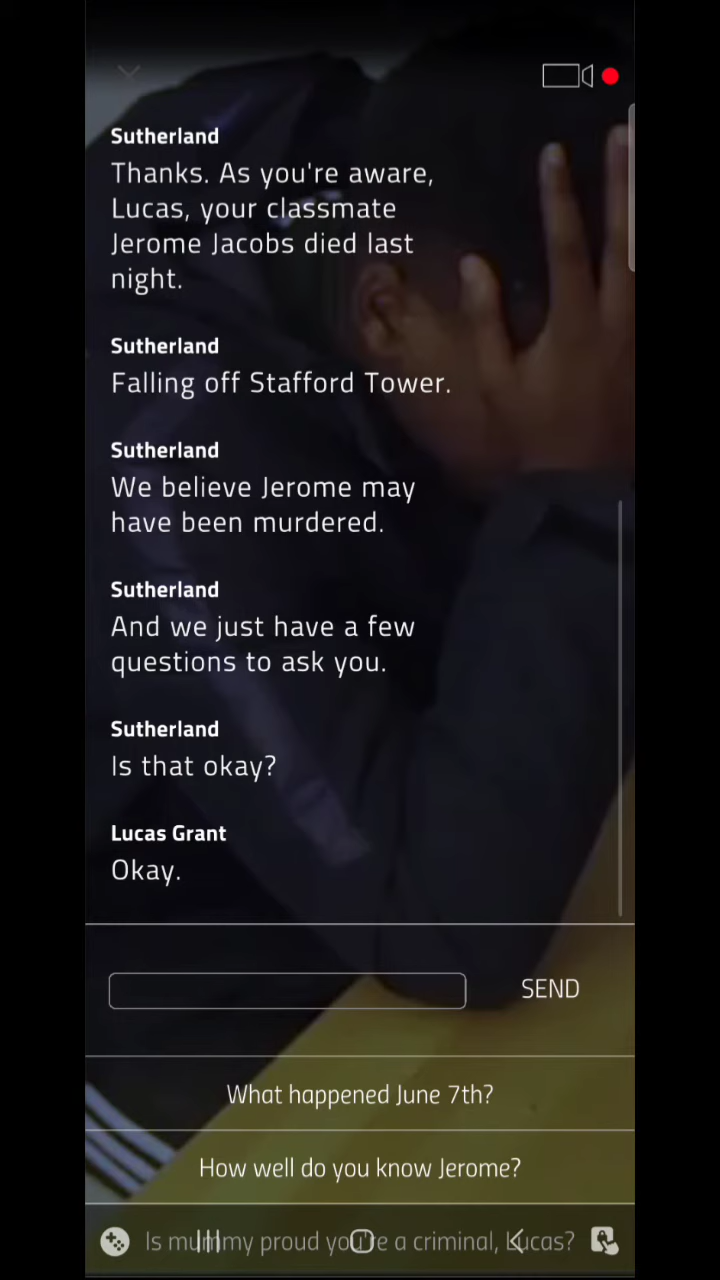 Sutherland
Thanks. As you're aware,
Lucas, your classmate
Jerome Jacobs died last
night.
Sutherland
Falling off Stafford Tower.
Sutherland
We believe Jerome may
have been murdered.
Sutherland
And we just have a few
questions to ask you.
Sutherland
Is that okay?
Lucas Grant
Okay.
SEND
What happened June 7th?
How well do you know Jerome?
Is mummy proud you're a criminal, Lucas?